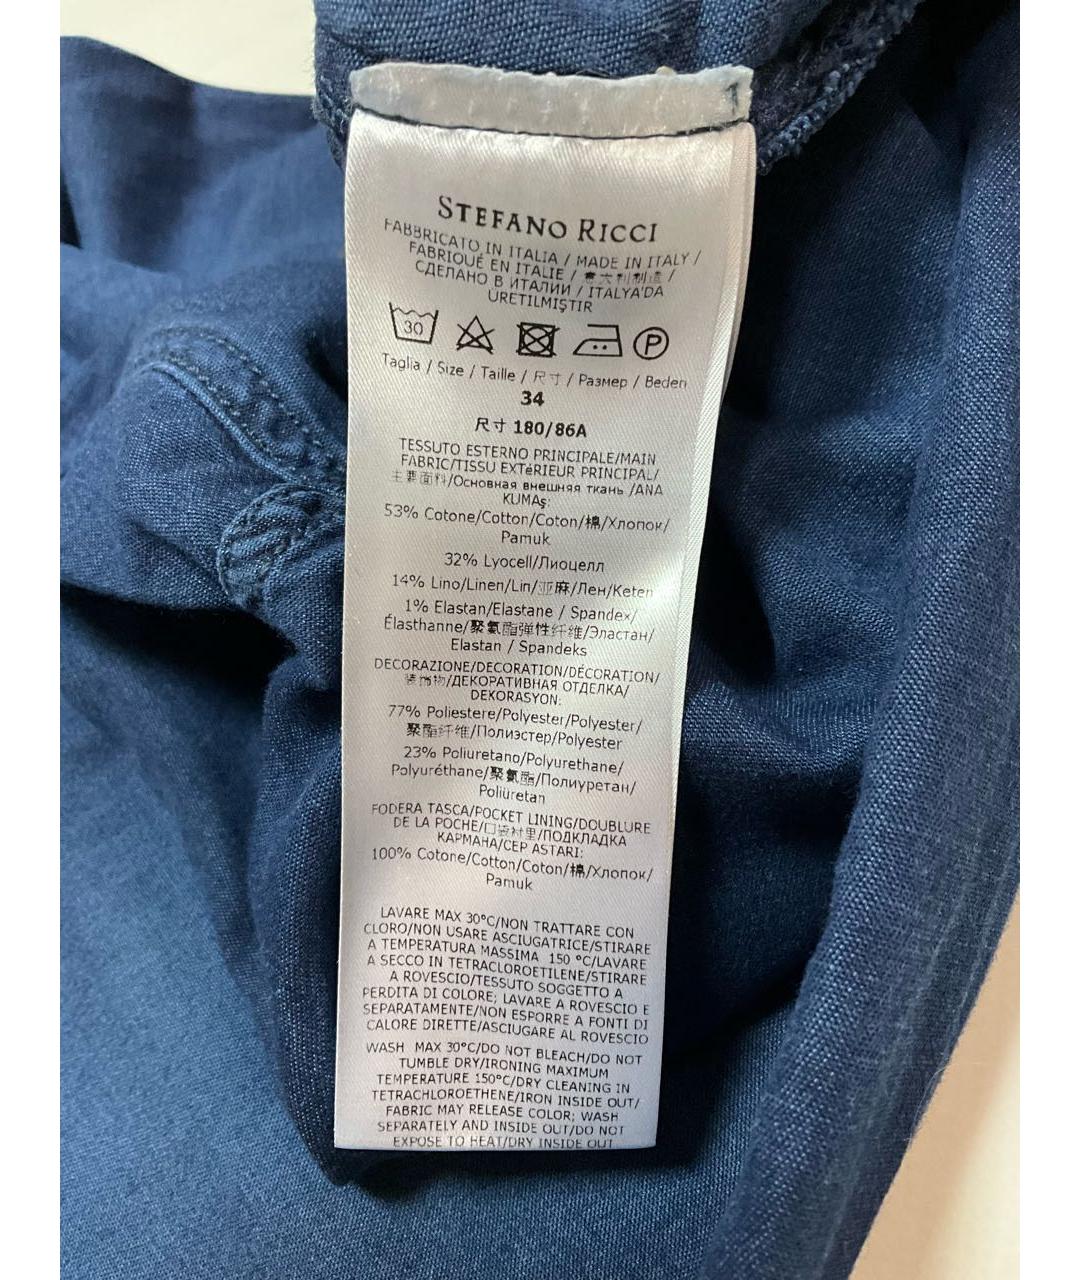 STEFANO RICCI
FABBRICATO IN ITALIA / MADE IN ITALY /
FABRIQUÉ EN ITALIE / 意大利制造 /
СДЕЛАНО В ИТАЛИИ / ITALYA'DA
ÜRETILMIŞTIR
30 P
Taglia / Size / Taille / 尺寸 / Размер / Beden
34
尺寸 180/86A
TESSUTO ESTERNO PRINCIPALE/MAIN
FABRIC/TISSU EXTéRIEUR PRINCIPAL/
主要面料/Основная внешняя ткань /ANA
KUMAş:
53% Cotone/Cotton/Coton/棉/Хлопок/
Pamuk
32% Lyocell/Лиоцелл
14% Lino/Linen/Lin/亚麻/Лен/Keten
1% Elastan/Elastane / Spandex/
Élasthanne/聚氨酯弹性纤维/Эластан/
Elastan / Spandeks
DECORAZIONE/DECORATION/DÉCORATION/
装饰物/ДЕКОРАТИВНАЯ ОТДЕЛКА/
DEKORASYON:
77% Poliestere/Polyester/Polyester/
聚酯纤维/Полиэстер/Polyester
23% Poliuretano/Polyurethane/
Polyuréthane/聚氨酯/Полиуретан/
Poliüretan
FODERA TASCA/POCKET LINING/DOUBLURE
DE LA POCHE/口袋衬里/ПОДКЛАДКА
КАРМАНА/CEP ASTARI:
100% Cotone/Cotton/Coton/棉/Хлопок/
Pamuk
LAVARE MAX 30°C/NON TRATTARE CON
CLORO/NON USARE ASCIUGATRICE/STIRARE
A TEMPERATURA MASSIMA 150 °C/LAVARE
A SECCO IN TETRACLOROETILENE/STIRARE
A ROVESCIO/TESSUTO SOGGETTO A
PERDITA DI COLORE; LAVARE A ROVESCIO E
SEPARATAMENTE/NON ESPORRE A FONTI DI
CALORE DIRETTE/ASCIUGARE AL ROVESCIO
WASH MAX 30°C/DO NOT BLEACH/DO NOT
TUMBLE DRY/IRONING MAXIMUM
TEMPERATURE 150°C/DRY CLEANING IN
TETRACHLOROETHENE/IRON INSIDE OUT/
FABRIC MAY RELEASE COLOR; WASH
SEPARATELY AND INSIDE OUT/DO NOT
EXPOSE TO HEAT/DRY INSIDE OUT